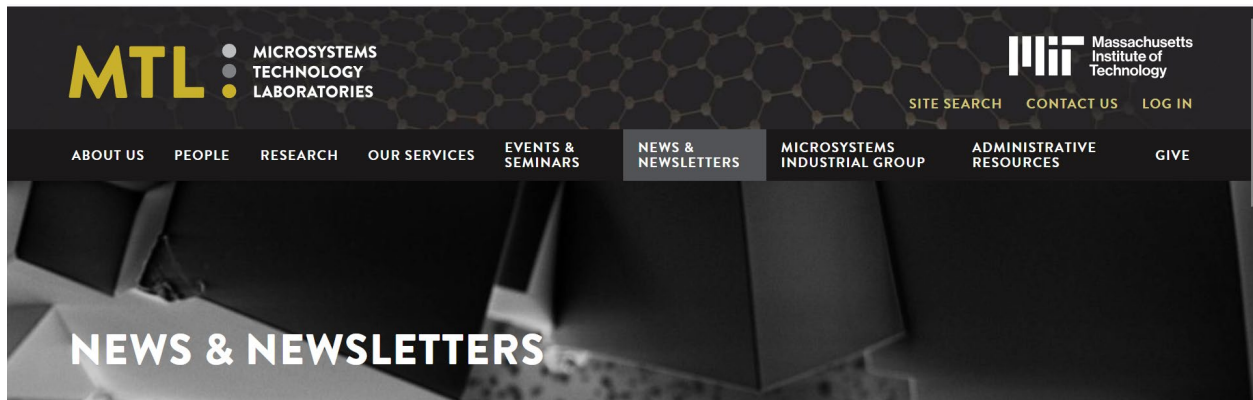 MTL
MICROSYSTEMS
TECHNOLOGY
LABORATORIES
MIT
Massachusetts
Institute of
Technology
SITE SEARCH CONTACT US LOG IN
ABOUT US PEOPLE RESEARCH OUR SERVICES EVENTS & SEMINARS NEWS & NEWSLETTERS MICROSYSTEMS INDUSTRIAL GROUP ADMINISTRATIVE RESOURCES GIVE
NEWS & NEWSLETTERS